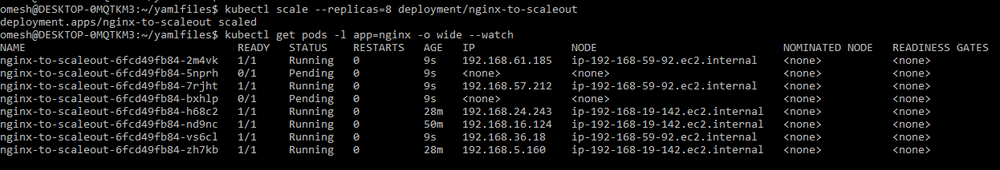 omesh@DESKTOP-0MQTKM3:~/yamlfiles$ kubectl scale --replicas=8 deployment/nginx-to-scaleout
deployment.apps/nginx-to-scaleout scaled
omesh@DESKTOP-0MQTKM3:~/yamlfiles$ kubectl get pods -l app=nginx -o wide --watch
NAME READY STATUS RESTARTS AGE IP NODE NOMINATED NODE READINESS GATES
nginx-to-scaleout-6fcd49fb84-2m4vk 1/1 Running 0 9s 192.168.61.185 ip-192-168-59-92.ec2.internal <none> <none>
nginx-to-scaleout-6fcd49fb84-5nprh 0/1 Pending 0 9s <none> <none> <none> <none>
nginx-to-scaleout-6fcd49fb84-7rjht 1/1 Running 0 9s 192.168.57.212 ip-192-168-59-92.ec2.internal <none> <none>
nginx-to-scaleout-6fcd49fb84-bxhlp 0/1 Pending 0 9s <none> <none> <none> <none>
nginx-to-scaleout-6fcd49fb84-h68c2 1/1 Running 0 28m 192.168.24.243 ip-192-168-19-142.ec2.internal <none> <none>
nginx-to-scaleout-6fcd49fb84-nd9nc 1/1 Running 0 50m 192.168.16.124 ip-192-168-19-142.ec2.internal <none> <none>
nginx-to-scaleout-6fcd49fb84-vs6cl 1/1 Running 0 9s 192.168.36.18 ip-192-168-59-92.ec2.internal <none> <none>
nginx-to-scaleout-6fcd49fb84-zh7kb 1/1 Running 0 28m 192.168.5.160 ip-192-168-19-142.ec2.internal <none> <none>